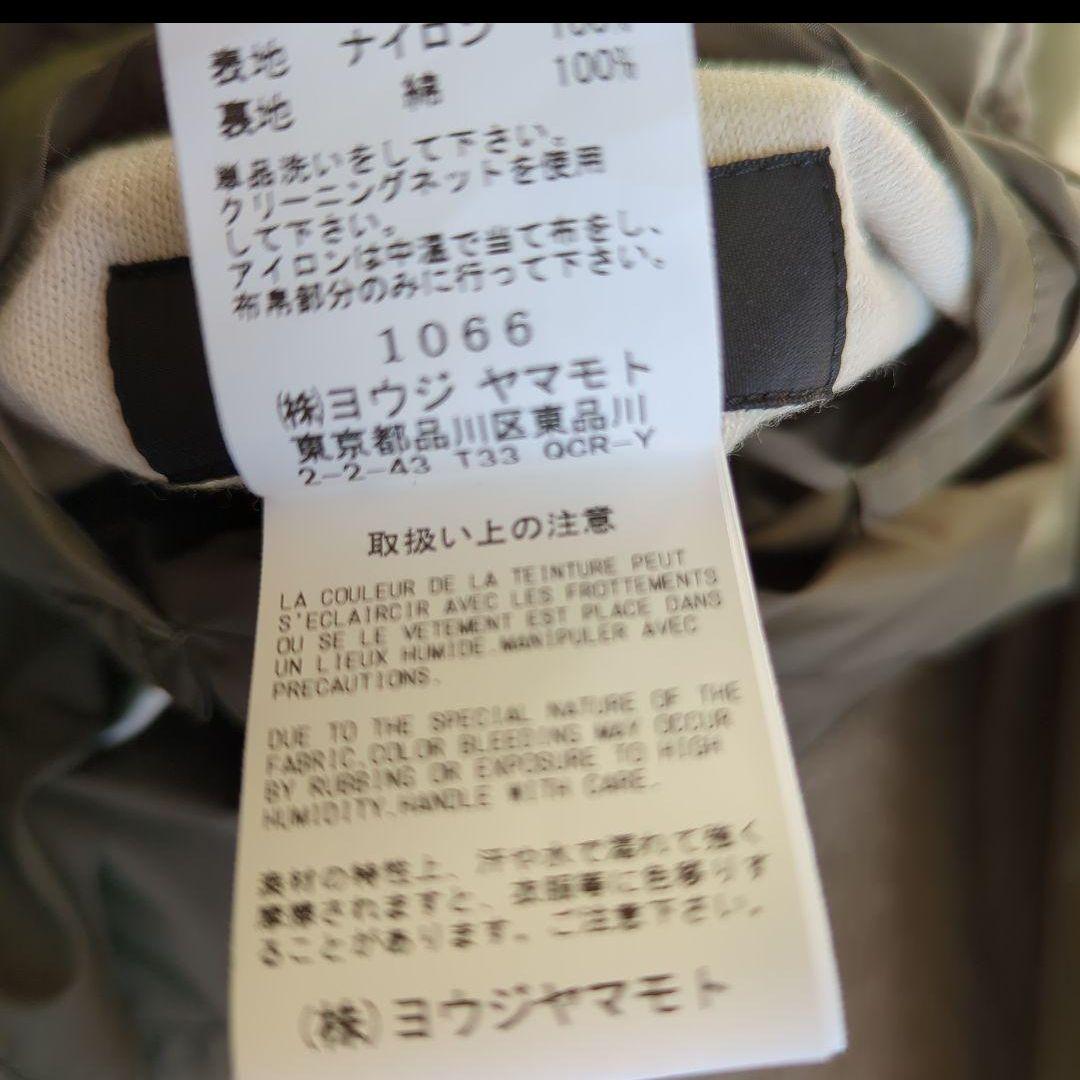 表地 ナイロン 100%
裏地 綿 100%
単品洗いをして下さい。
クリーニングネットを使用
して下さい。
アイロンは中温で当て布をし、
布帛部分のみに行って下さい。
1066
(株)ヨウジ ヤマモト
東京都品川区東品川
2-2-43 T33 QCR-Y
取扱い上の注意
LA COULEUR DE LA TEINTURE PEUT
S'ECLAIRCIR AVEC LES FROTTEMENTS
OU SE LE VETEMENT EST PLACE DANS
UN LIEUX HUMIDE.MANIPULER AVEC
PRECAUTIONS.
DUE TO THE SPECIAL NATURE OF THE
FABRIC,COLOR BLEEDING MAY OCCUR
BY RUBBING OR EXPOSURE TO HIGH
HUMIDITY.HANDLE WITH CARE.
素材の特性上、汗や水で濡れて強く
摩擦されますと、衣服等に色移りす
ることがあります。ご注意下さい。
(株)ヨウジヤマモト